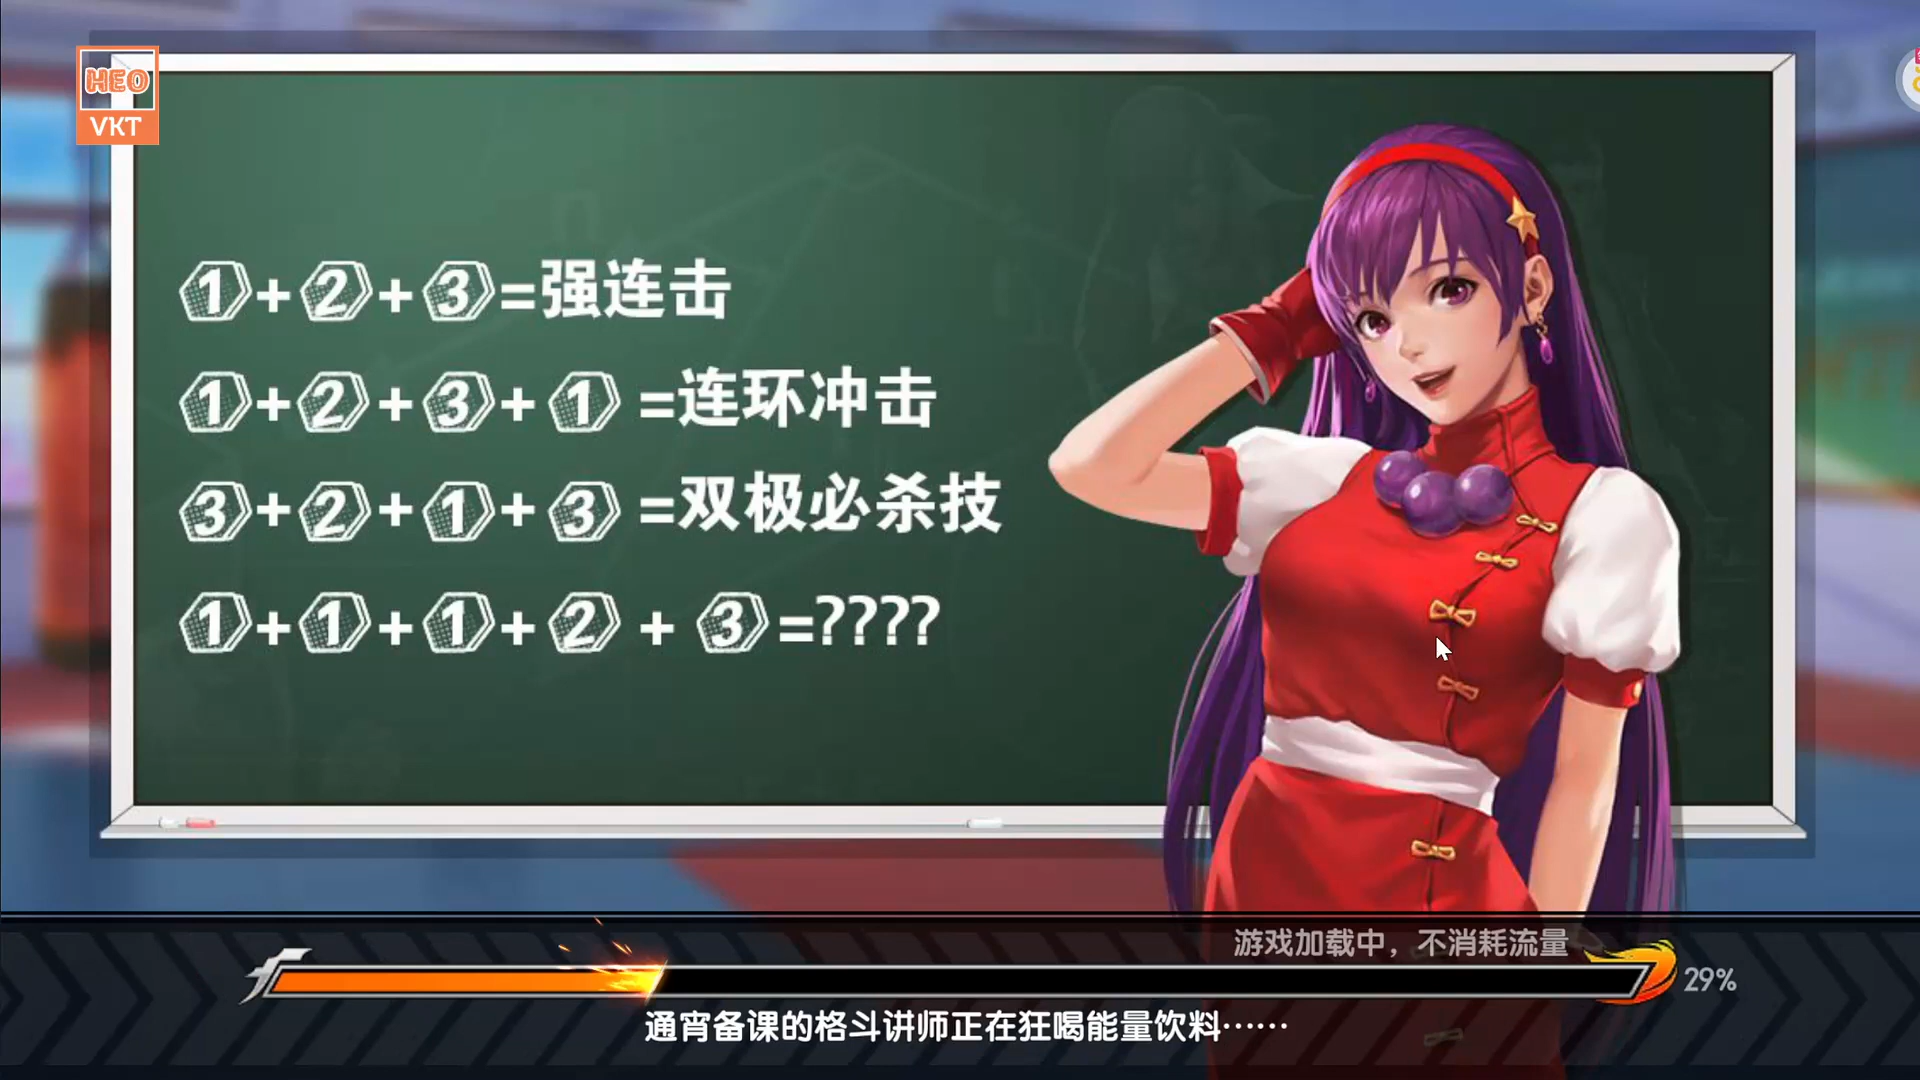 HEO
VKT
①+②+③=强连击
①+②+③+①=连环冲击
③+②+①+③=双极必杀技
①+①+①+②+③=????
游戏加载中，不消耗流量
29%
通宵备课的格斗讲师正在狂喝能量饮料……